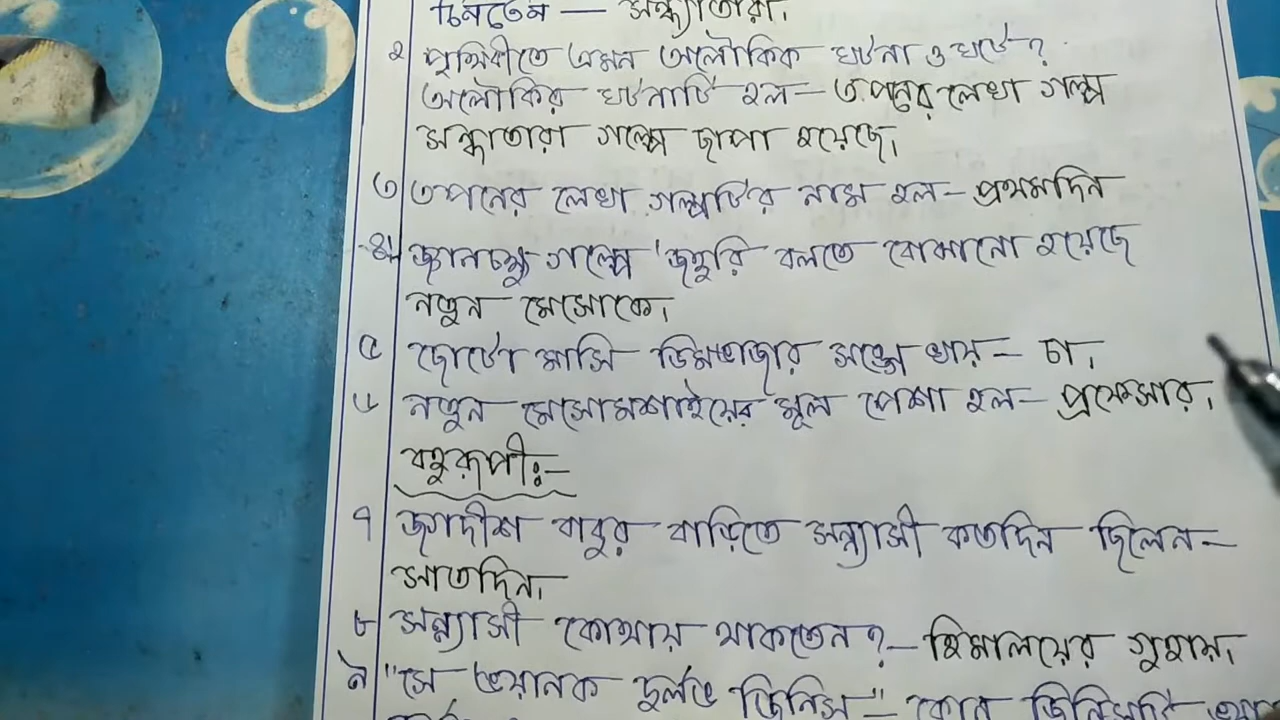 চিনতেন — সন্ধ্যাতারা।
২ পৃথিবীতে এমন অলৌকিক ঘটনা ও ঘটে?
অলৌকির ঘটনাটি হল- তপনের লেখা গল্প
সন্ধাতারা গল্পে ছাপা হয়েছে।
৩ তপনের লেখা গল্পটির নাম হল- প্রথমদিন
৪ জ্ঞানচক্ষু গল্পে 'জহুরি বলতে বোঝানো হয়েছে
নতুন মেসোকে।
৫ ছোটো মাসি ডিমভাজার সঙ্গে খায়- চা।
৬ নতুন মেসোমশাইয়ের মূল পেশা হল- প্রফেসার।
বহুরূপীঃ-
৭ জগদীশ বাবুর বাড়িতে সন্ন্যাসী কতদিন ছিলেন-
সাতদিন।
৮ সন্ন্যাসী কোথায় থাকতেন?- হিমালয়ের গুহায়।
৯ "সে ভয়ানক দুর্লভ জিনিস"- কোন জিনিসটি